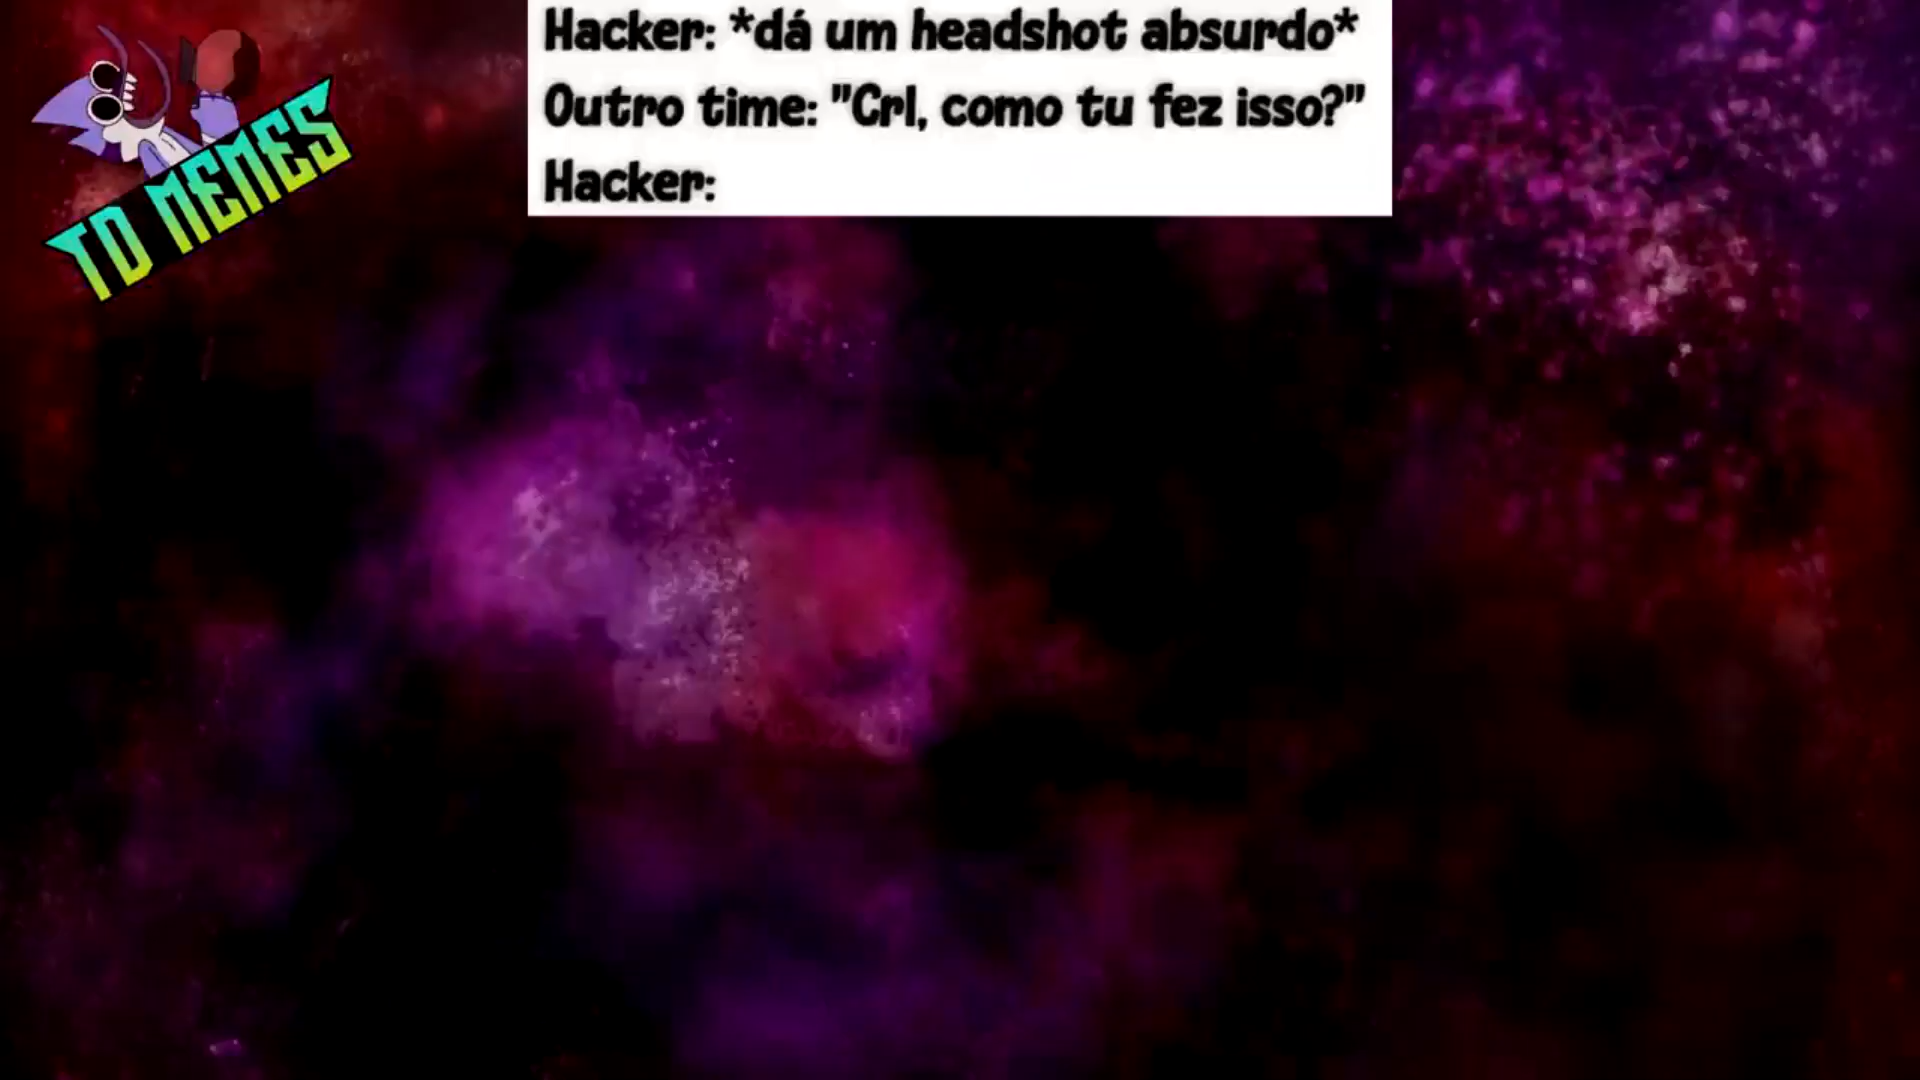 Hacker: *dá um headshot absurdo*
Outro time: "Crl, como tu fez isso?"
Hacker:
TD MEMES